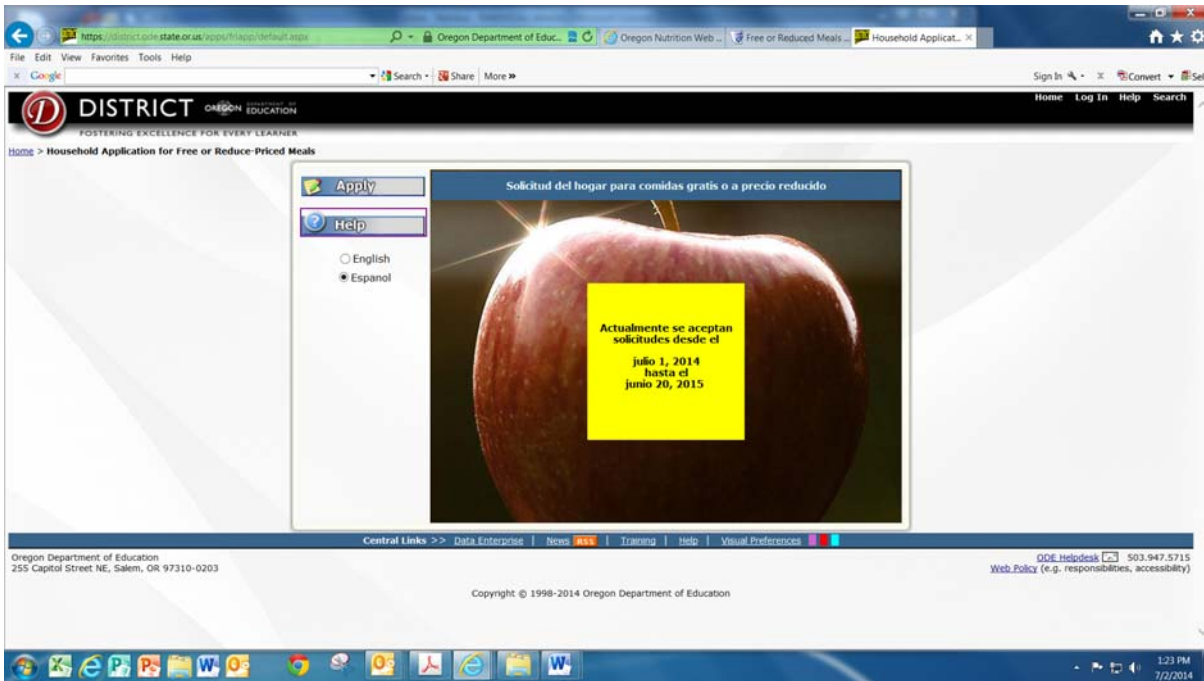 https://district.ode.state.or.us/apps/frlapp/default.aspx
Oregon Department of Educ...
Oregon Nutrition Web ...
Free or Reduced Meals ...
Household Applicat...
File Edit View Favorites Tools Help
x Google
Search
Share
More »
Sign In
Convert
Sel
D DISTRICT OREGON DEPARTMENT OF EDUCATION
FOSTERING EXCELLENCE FOR EVERY LEARNER
Home Log In Help Search
Home > Household Application for Free or Reduce-Priced Meals
Apply
Help
English
Espanol
Solicitud del hogar para comidas gratis o a precio reducido
Actualmente se aceptan
solicitudes desde el
julio 1, 2014
hasta el
junio 20, 2015
Central Links >> Data Enterprise | News RSS | Training | Help | Visual Preferences
Oregon Department of Education
255 Capitol Street NE, Salem, OR 97310-0203
ODE Helpdesk 503.947.5715
Web Policy (e.g. responsibilities, accessibility)
Copyright © 1998-2014 Oregon Department of Education
1:23 PM
7/2/2014